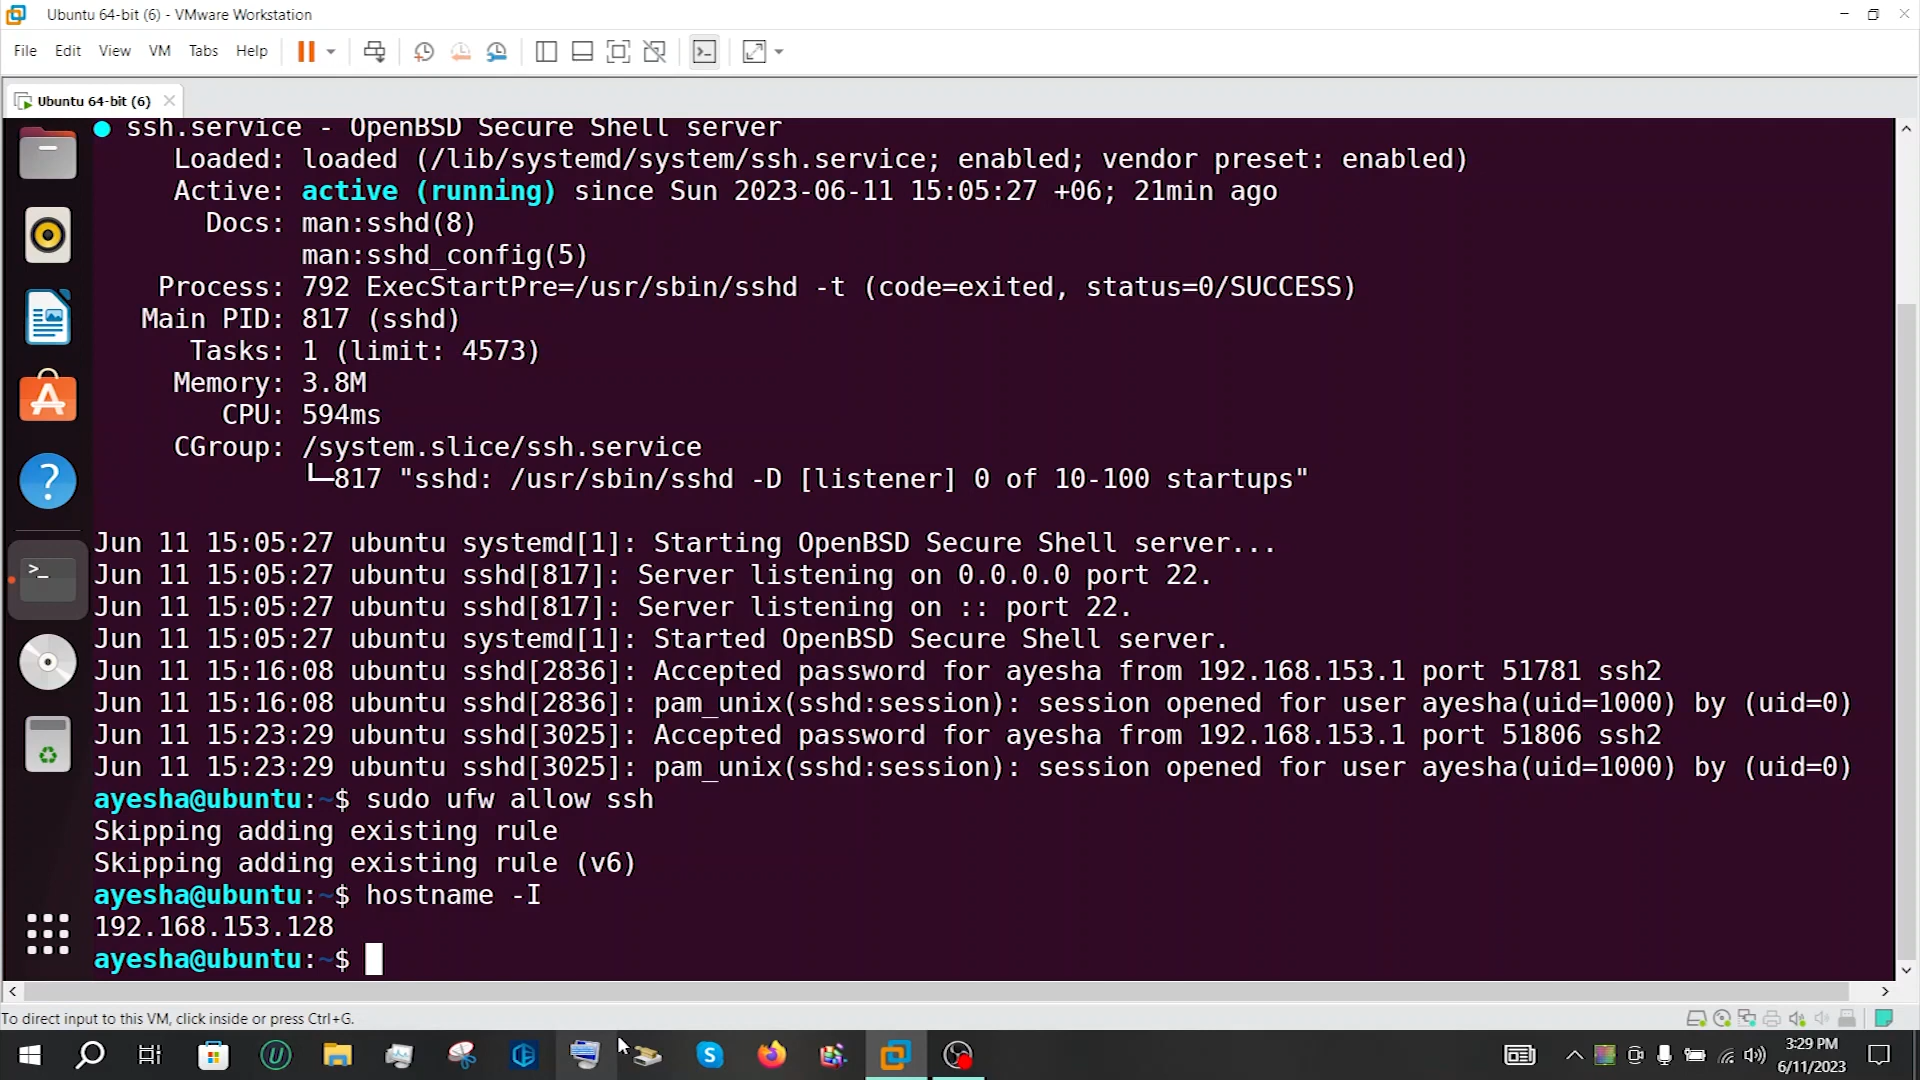 Ubuntu 64-bit (6) - VMware Workstation
File Edit View VM Tabs Help
Ubuntu 64-bit (6)
ssh.service - OpenBSD Secure Shell server
Loaded: loaded (/lib/systemd/system/ssh.service; enabled; vendor preset: enabled)
Active: active (running) since Sun 2023-06-11 15:05:27 +06; 21min ago
Docs: man:sshd(8)
man:sshd_config(5)
Process: 792 ExecStartPre=/usr/sbin/sshd -t (code=exited, status=0/SUCCESS)
Main PID: 817 (sshd)
Tasks: 1 (limit: 4573)
Memory: 3.8M
CPU: 594ms
CGroup: /system.slice/ssh.service
└─817 "sshd: /usr/sbin/sshd -D [listener] 0 of 10-100 startups"
Jun 11 15:05:27 ubuntu systemd[1]: Starting OpenBSD Secure Shell server...
Jun 11 15:05:27 ubuntu sshd[817]: Server listening on 0.0.0.0 port 22.
Jun 11 15:05:27 ubuntu sshd[817]: Server listening on :: port 22.
Jun 11 15:05:27 ubuntu systemd[1]: Started OpenBSD Secure Shell server.
Jun 11 15:16:08 ubuntu sshd[2836]: Accepted password for ayesha from 192.168.153.1 port 51781 ssh2
Jun 11 15:16:08 ubuntu sshd[2836]: pam_unix(sshd:session): session opened for user ayesha(uid=1000) by (uid=0)
Jun 11 15:23:29 ubuntu sshd[3025]: Accepted password for ayesha from 192.168.153.1 port 51806 ssh2
Jun 11 15:23:29 ubuntu sshd[3025]: pam_unix(sshd:session): session opened for user ayesha(uid=1000) by (uid=0)
ayesha@ubuntu:~$ sudo ufw allow ssh
Skipping adding existing rule
Skipping adding existing rule (v6)
ayesha@ubuntu:~$ hostname -I
192.168.153.128
ayesha@ubuntu:~$
To direct input to this VM, click inside or press Ctrl+G.
3:29 PM
6/11/2023